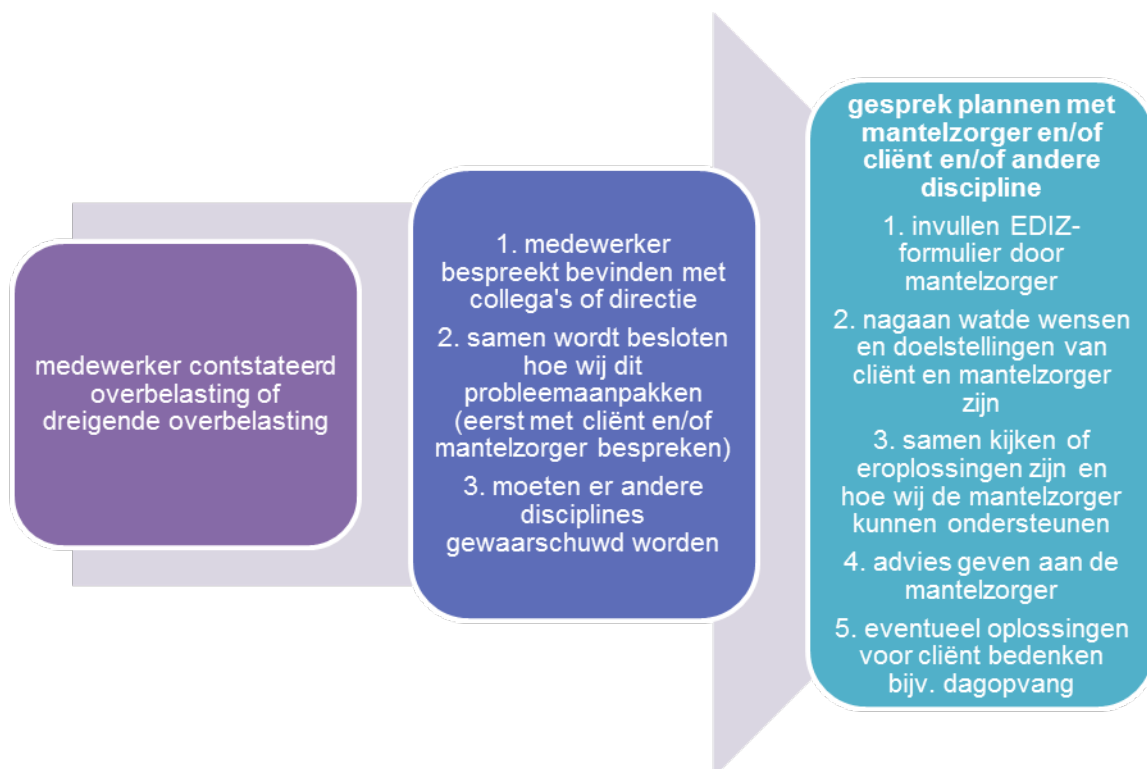 medewerker contstateerd
overbelasting of
dreigende overbelasting
1. medewerker
bespreekt bevinden met
collega's of directie
2. samen wordt besloten
hoe wij dit
probleemaanpakken
(eerst met cliënt en/of
mantelzorger bespreken)
3. moeten er andere
disciplines
gewaarschuwd worden
gesprek plannen met
mantelzorger en/of
cliënt en/of andere
discipline
1. invullen EDIZ-
formulier door
mantelzorger
2. nagaan watde wensen
en doelstellingen van
cliënt en mantelzorger
zijn
3. samen kijken of
eroplossingen zijn en
hoe wij de mantelzorger
kunnen ondersteunen
4. advies geven aan de
mantelzorger
5. eventueel oplossingen
voor cliënt bedenken
bijv. dagopvang